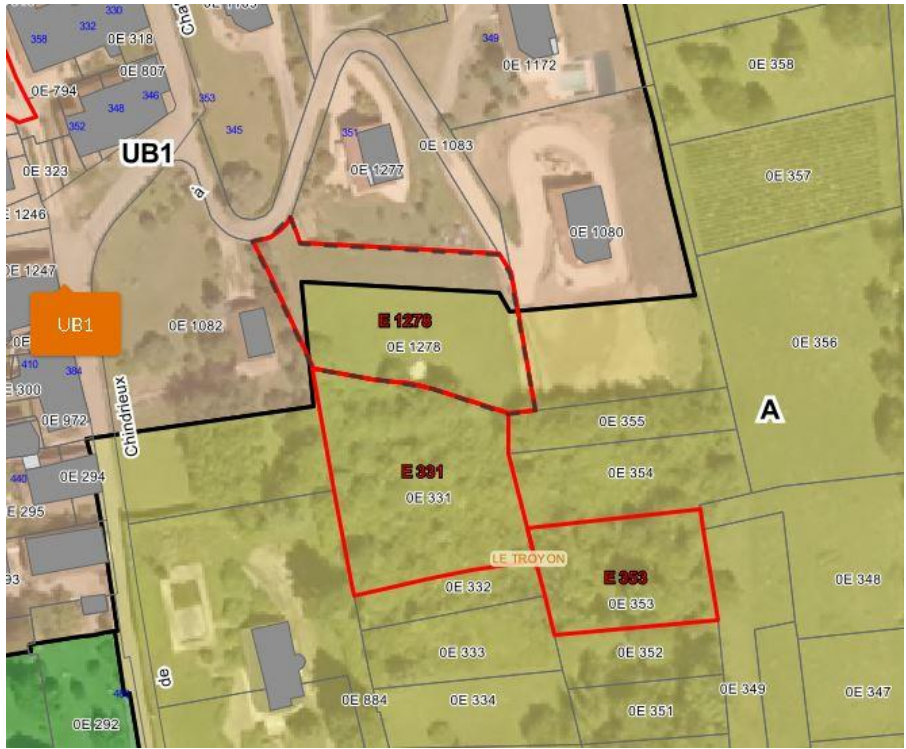 330
332
358
0E 318
349
0E 358
0E 1172
0E 807
0E 794
346
348
353
352
345
351
0E 1083
UB1
0E 323
0E 1277
0E 357
à
1246
0E 1080
0E 1247
UB1
0E 1082
E 1278
0E 1278
0E 356
410
384
300
0E 972
A
0E 355
Chindrieux
0E 354
E 331
0E 331
440
0E 294
E 295
LE TROYON
E 353
0E 353
0E 332
0E 348
93
0E 333
0E 352
de
0E 884
0E 334
0E 349
0E 347
0E 351
0E 292